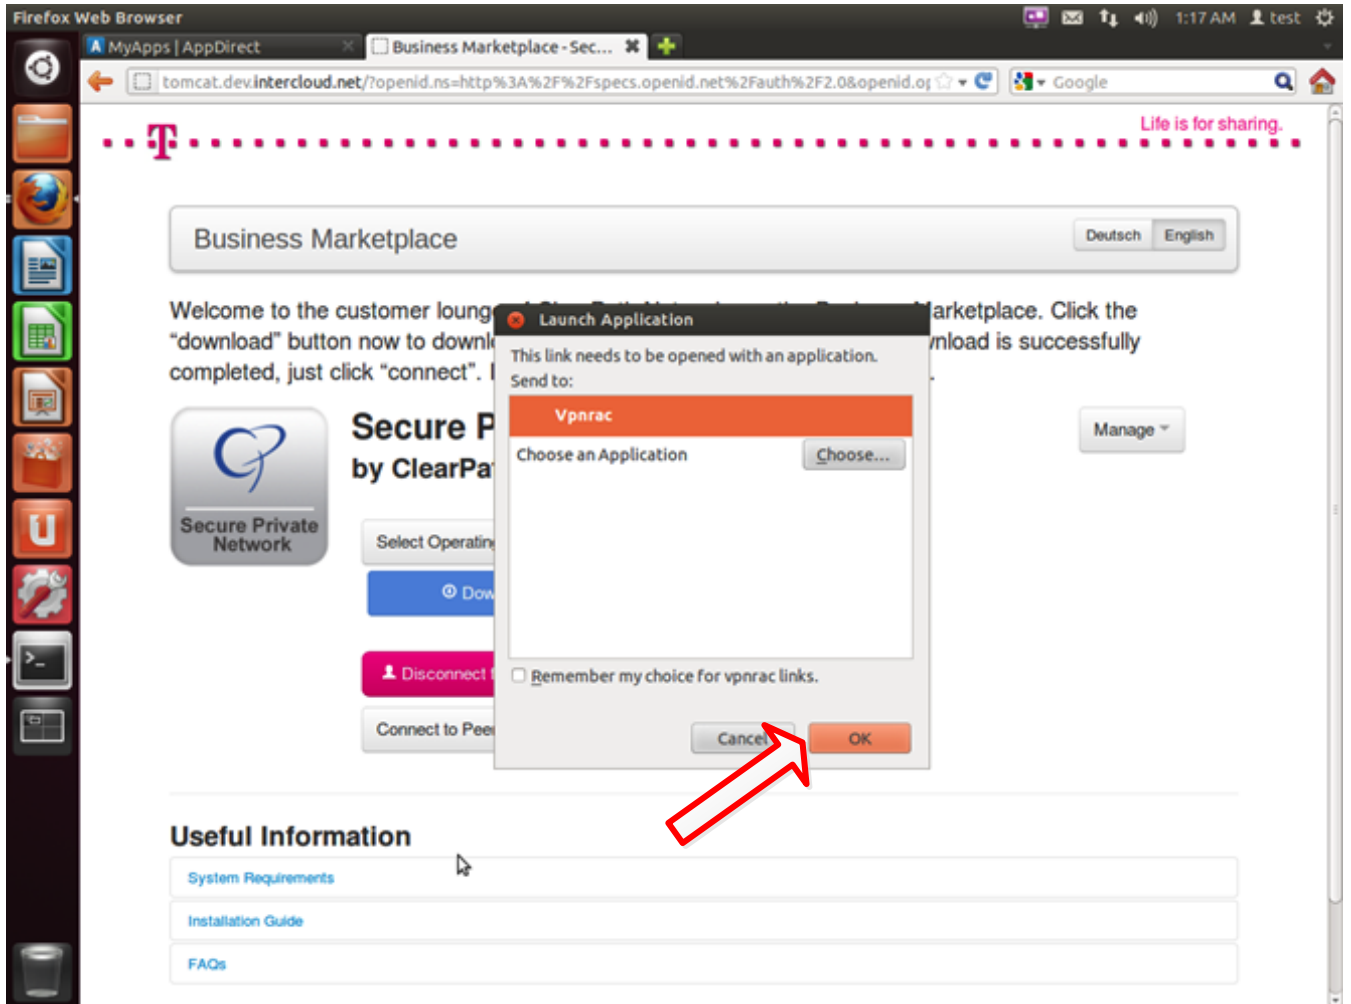 Firefox Web Browser
1:17 AM test
MyApps | AppDirect
Business Marketplace - Sec...
tomcat.dev.intercloud.net/?openid.ns=http%3A%2F%2Fspecs.openid.net%2Fauth%2F2.0&openid.o
Google
Life is for sharing.
T
Business Marketplace
Deutsch English
Welcome to the customer loung
arketplace. Click the
"download" button now to downl
nload is successfully
completed, just click "connect".
Launch Application
This link needs to be opened with an application.
Send to:
Vpnrac
Choose an Application
Choose...
Remember my choice for vpnrac links.
Cancel
OK
Secure P
by ClearPa
Manage
Secure Private
Network
Select Operatin
Dow
Disconnect
Connect to Pee
Useful Information
System Requirements
Installation Guide
FAQs